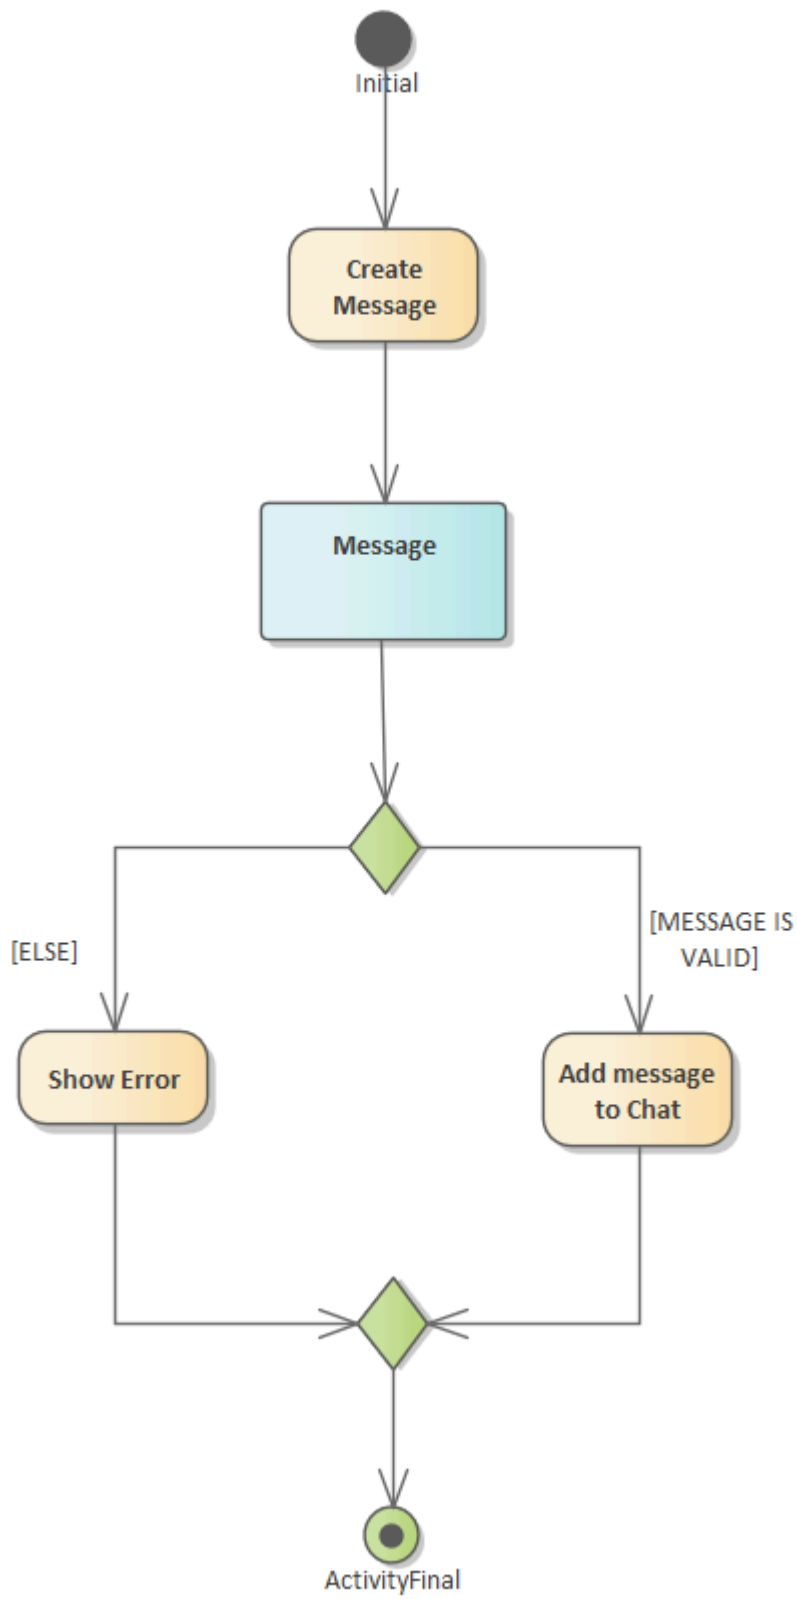 Initial
Create
Message
Message
[ELSE]
[MESSAGE IS
VALID]
Show Error
Add message
to Chat
ActivityFinal